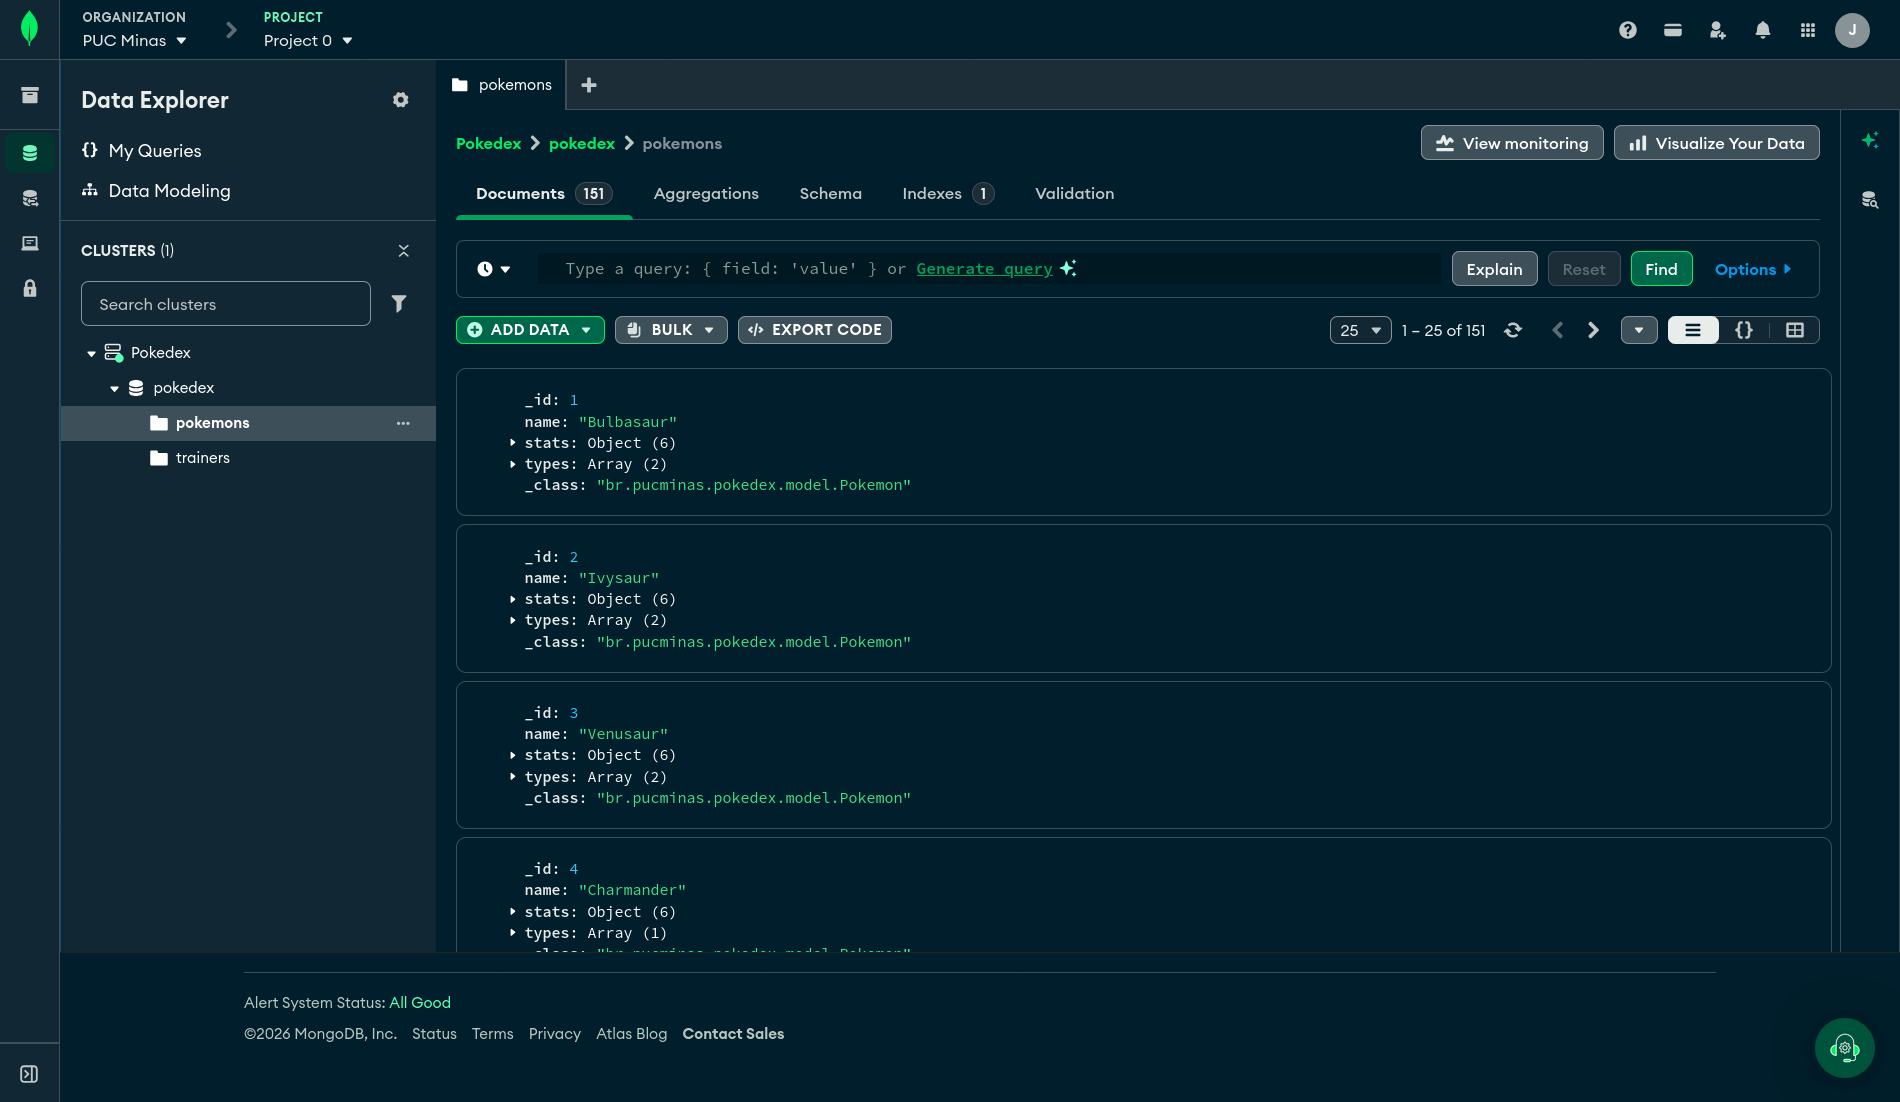 ORGANIZATION
PUC Minas
PROJECT
Project 0
J
Data Explorer
My Queries
Data Modeling
CLUSTERS (1)
Search clusters
Pokedex
pokedex
pokemons
trainers
pokemons
Pokedex > pokedex > pokemons
View monitoring
Visualize Your Data
Documents 151
Aggregations
Schema
Indexes 1
Validation
Type a query: { field: 'value' } or Generate query
Explain
Reset
Find
Options
ADD DATA
BULK
EXPORT CODE
25
1 – 25 of 151
_id: 1
name: "Bulbasaur"
stats: Object (6)
types: Array (2)
_class: "br.pucminas.pokedex.model.Pokemon"
_id: 2
name: "Ivysaur"
stats: Object (6)
types: Array (2)
_class: "br.pucminas.pokedex.model.Pokemon"
_id: 3
name: "Venusaur"
stats: Object (6)
types: Array (2)
_class: "br.pucminas.pokedex.model.Pokemon"
_id: 4
name: "Charmander"
stats: Object (6)
types: Array (1)
_class: "br.pucminas.pokedex.model.Pokemon"
Alert System Status: All Good
©2026 MongoDB, Inc. Status Terms Privacy Atlas Blog Contact Sales